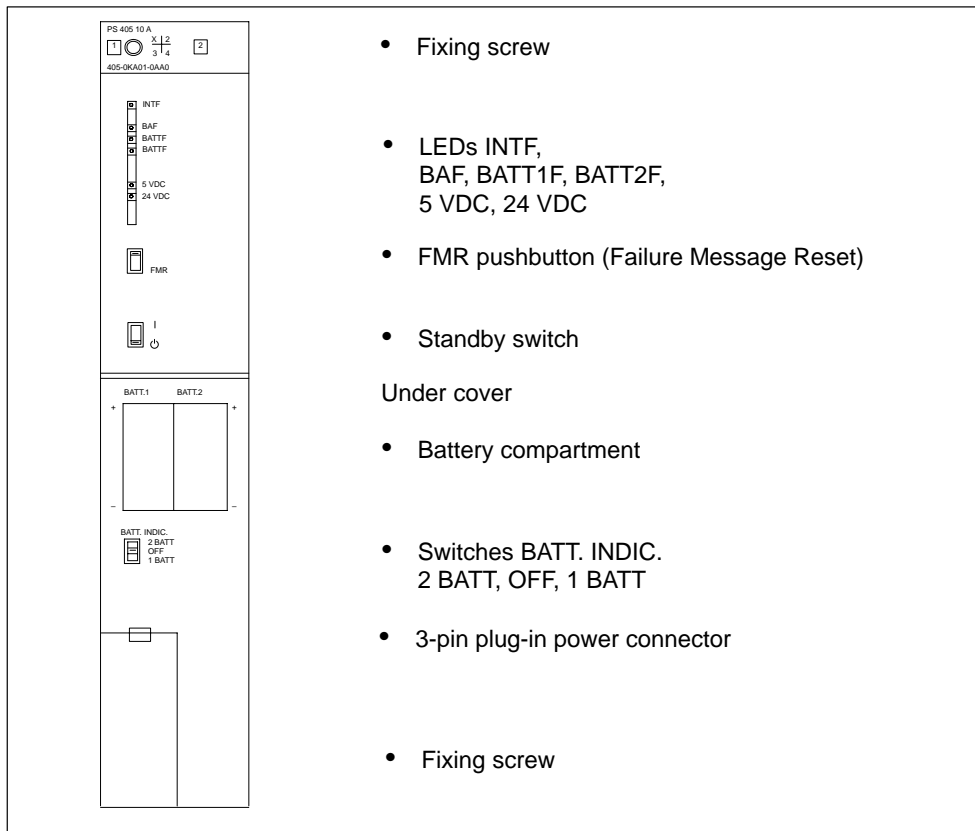 PS 405 10 A
1 X 2 2
3 4
405-0KA01-0AA0
INTF
BAF
BATTF
BATTF
5 VDC
24 VDC
FMR
I
BATT.1 BATT.2
+ +
– –
BATT. INDIC.
2 BATT
OFF
1 BATT
• Fixing screw
• LEDs INTF,
BAF, BATT1F, BATT2F,
5 VDC, 24 VDC
• FMR pushbutton (Failure Message Reset)
• Standby switch
Under cover
• Battery compartment
• Switches BATT. INDIC.
2 BATT, OFF, 1 BATT
• 3-pin plug-in power connector
• Fixing screw